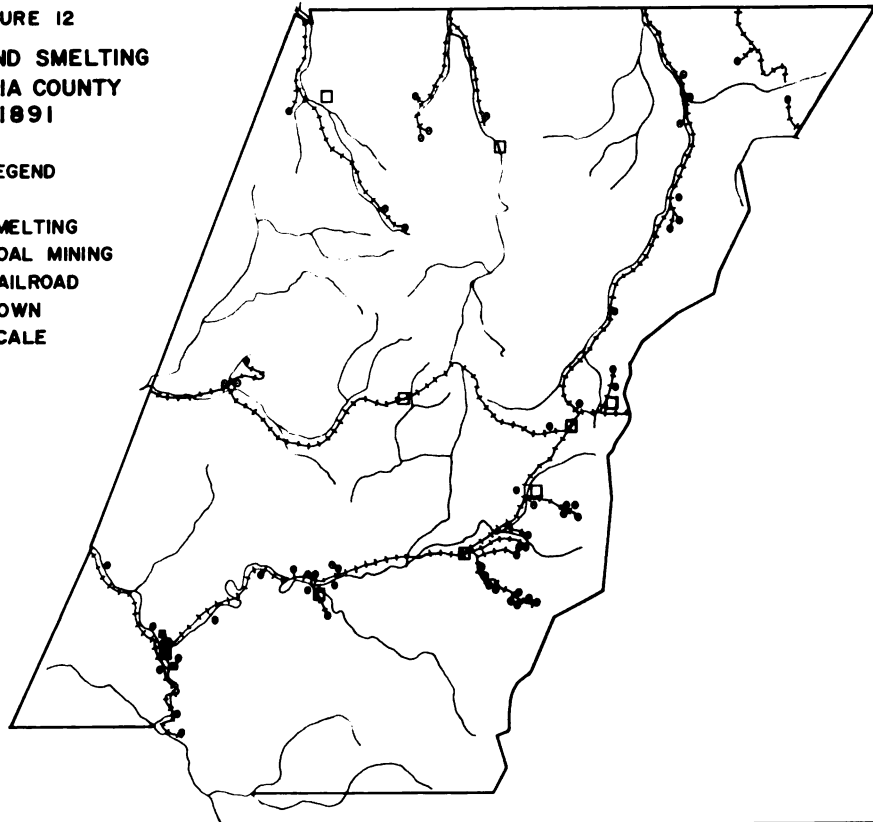 URE 12
ND SMELTING
IA COUNTY
1891
EGEND
MELTING
OAL MINING
AILROAD
OWN
CALE